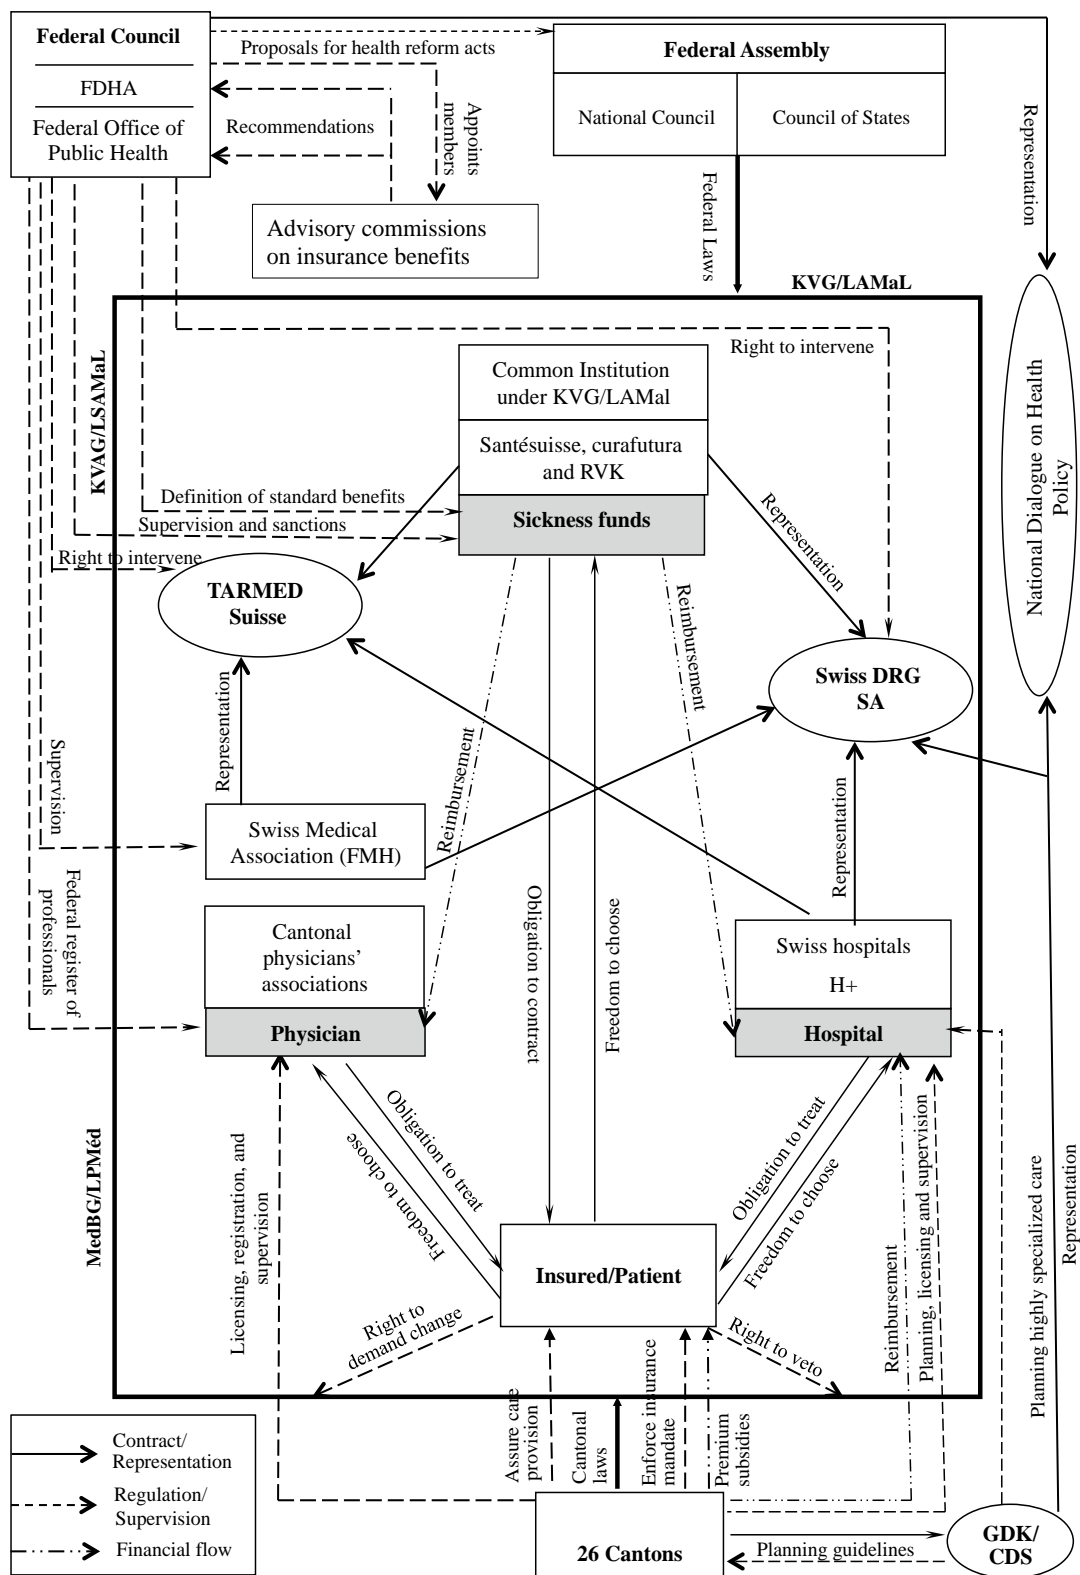 Federal Council
FDHA
Federal Office of
Public Health
Proposals for health reform acts
Recommendations
Appoints
members
Federal Assembly
National Council
Council of States
Representation
Advisory commissions
on insurance benefits
Federal Laws
KVG/LAMaL
KVAG/LSAMaL
Right to intervene
National Dialogue on Health
Policy
Common Institution
under KVG/LAMal
Santésuisse, curafutura
and RVK
Sickness funds
Definition of standard benefits
Supervision and sanctions
Right to intervene
TARMED
Suisse
Representation
Reimbursement
Swiss DRG
SA
Representation
Reimbursement
Representation
Supervision
Swiss Medical
Association (FMH)
Federal register of
professionals
Cantonal
physicians’
associations
Physician
Obligation to contract
Freedom to choose
Swiss hospitals
H+
Hospital
MedBG/LPMéd
Licensing, registration, and
supervision
Obligation to treat
Freedom to choose
Obligation to treat
Freedom to choose
Insured/Patient
Right to
demand change
Right to veto
Reimbursement
Planning, licensing and supervision
Planning highly specialized care
Representation
Assure care
provision
Cantonal
laws
Enforce insurance
mandate
Premium
subsidies
Contract/
Representation
Regulation/
Supervision
Financial flow
26 Cantons
Planning guidelines
GDK/
CDS